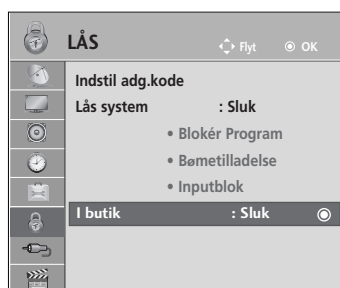 LÅS
Flyt
OK
Indstil adg.kode
Lås system : Sluk
• Blokér Program
• Bømetilladelse
• Inputblok
I butik : Sluk